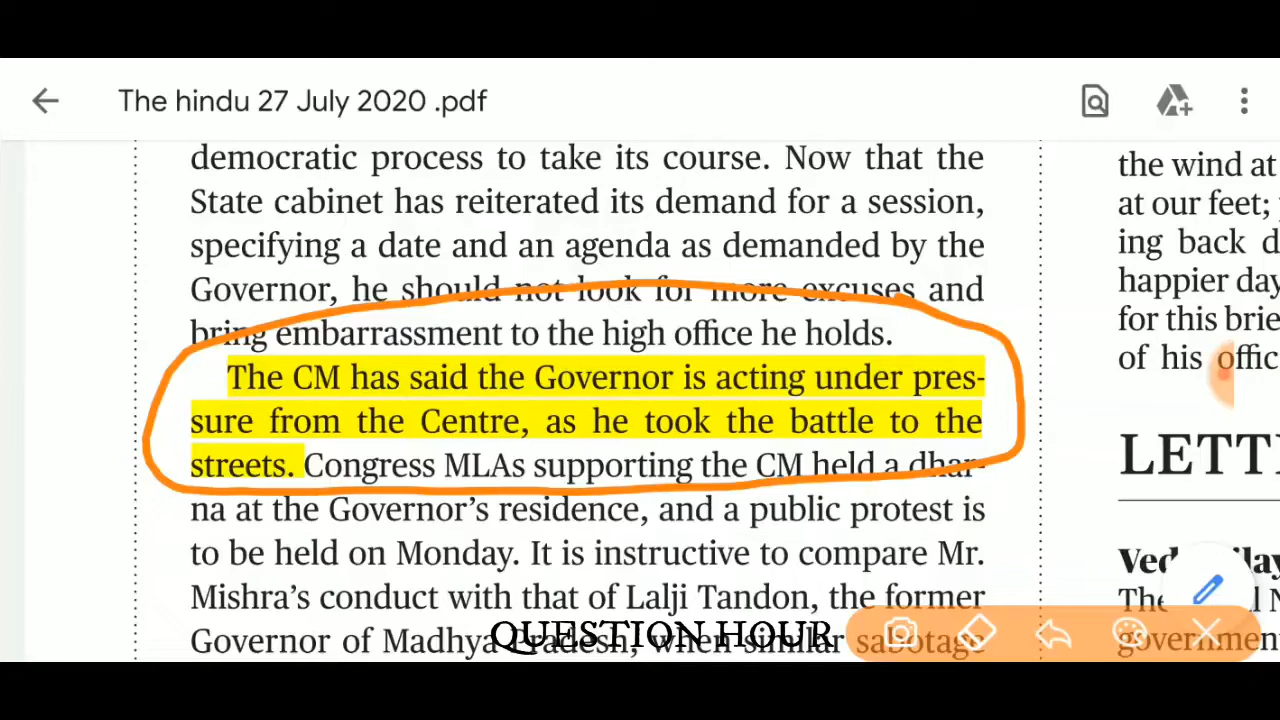 The hindu 27 July 2020 .pdf
democratic process to take its course. Now that the
State cabinet has reiterated its demand for a session,
specifying a date and an agenda as demanded by the
Governor, he should not look for more excuses and
bring embarrassment to the high office he holds.
The CM has said the Governor is acting under pres-
sure from the Centre, as he took the battle to the
streets. Congress MLAs supporting the CM held a dhar-
na at the Governor's residence, and a public protest is
to be held on Monday. It is instructive to compare Mr.
Mishra's conduct with that of Lalji Tandon, the former
Governor of Madhya Pradesh, when similar sabotage
QUESTION HOUR
the wind at
at our feet;
ing back d
happier day
for this brie
of his offic
LETT
The
governmen